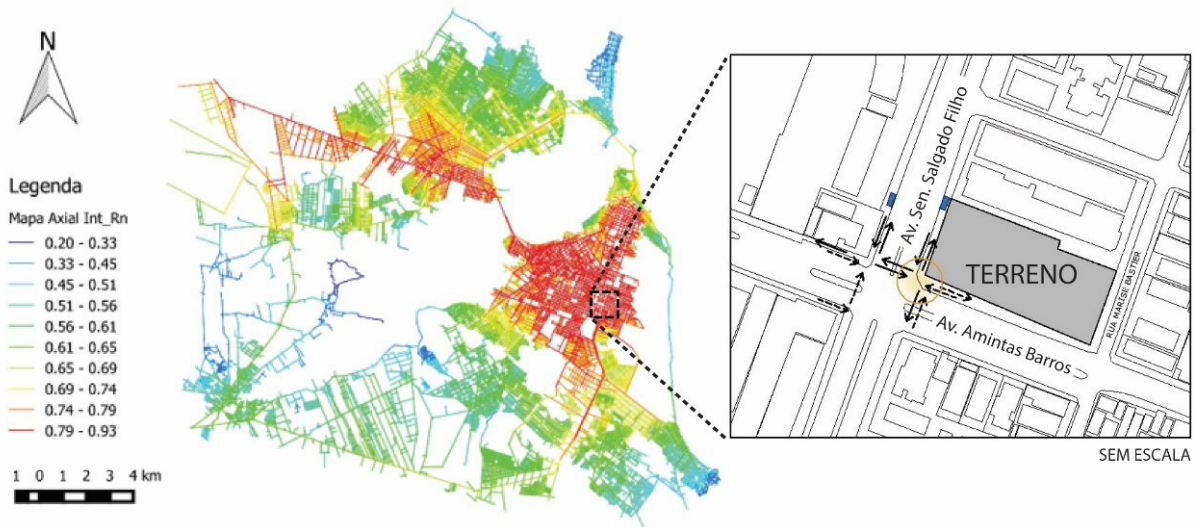 N
Legenda
Mapa Axial Int_Rn
0.20 - 0.33
0.33 - 0.45
0.45 - 0.51
0.51 - 0.56
0.56 - 0.61
0.61 - 0.65
0.65 - 0.69
0.69 - 0.74
0.74 - 0.79
0.79 - 0.93
1 0 1 2 3 4 km
Av. Sen. Salgado Filho
TERRENO
RUA MARISE BASTIER
Av. Amintas Barros
SEM ESCALA